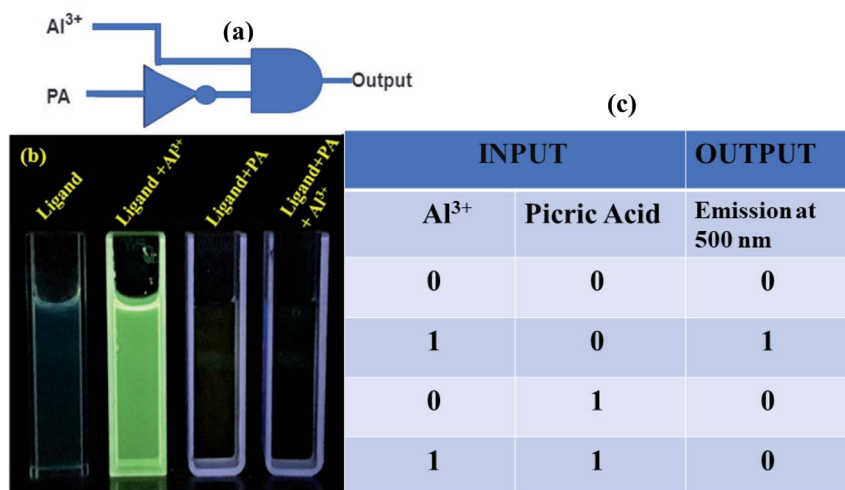 (a)
Al³⁺
PA
Output
(b)
Ligand
Ligand +Al³⁺
Ligand+PA
Ligand+PA
+ Al³⁺
(c)
INPUT OUTPUT
Al³⁺ Picric Acid Emission at
500 nm
0 0 0
1 0 1
0 1 0
1 1 0